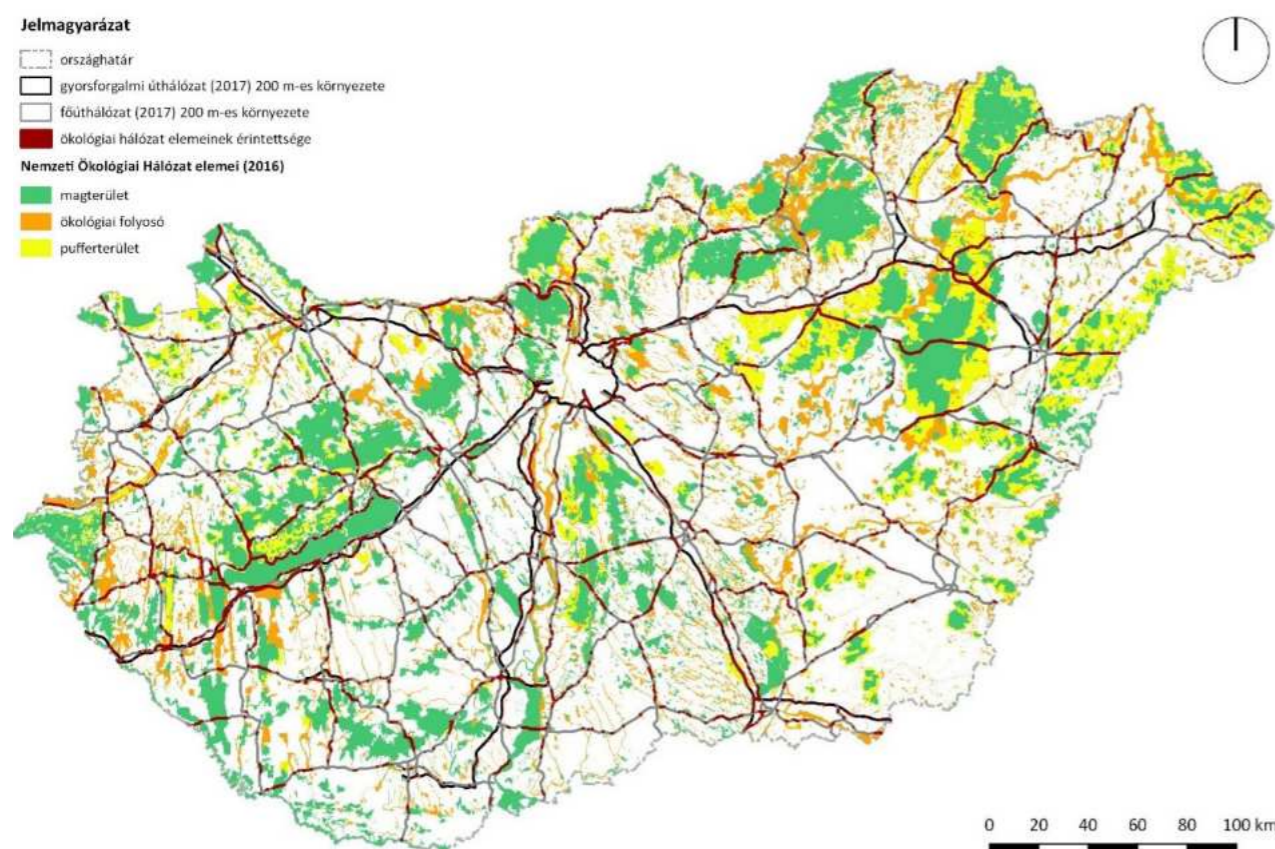 Jelmagyarázat
országhatár
gyorsforgalmi úthálózat (2017) 200 m-es környezete
főúthálózat (2017) 200 m-es környezete
ökológiai hálózat elemeinek érintettsége
Nemzeti Ökológiai Hálózat elemei (2016)
magterület
ökológiai folyosó
pufferterület
0 20 40 60 80 100 km